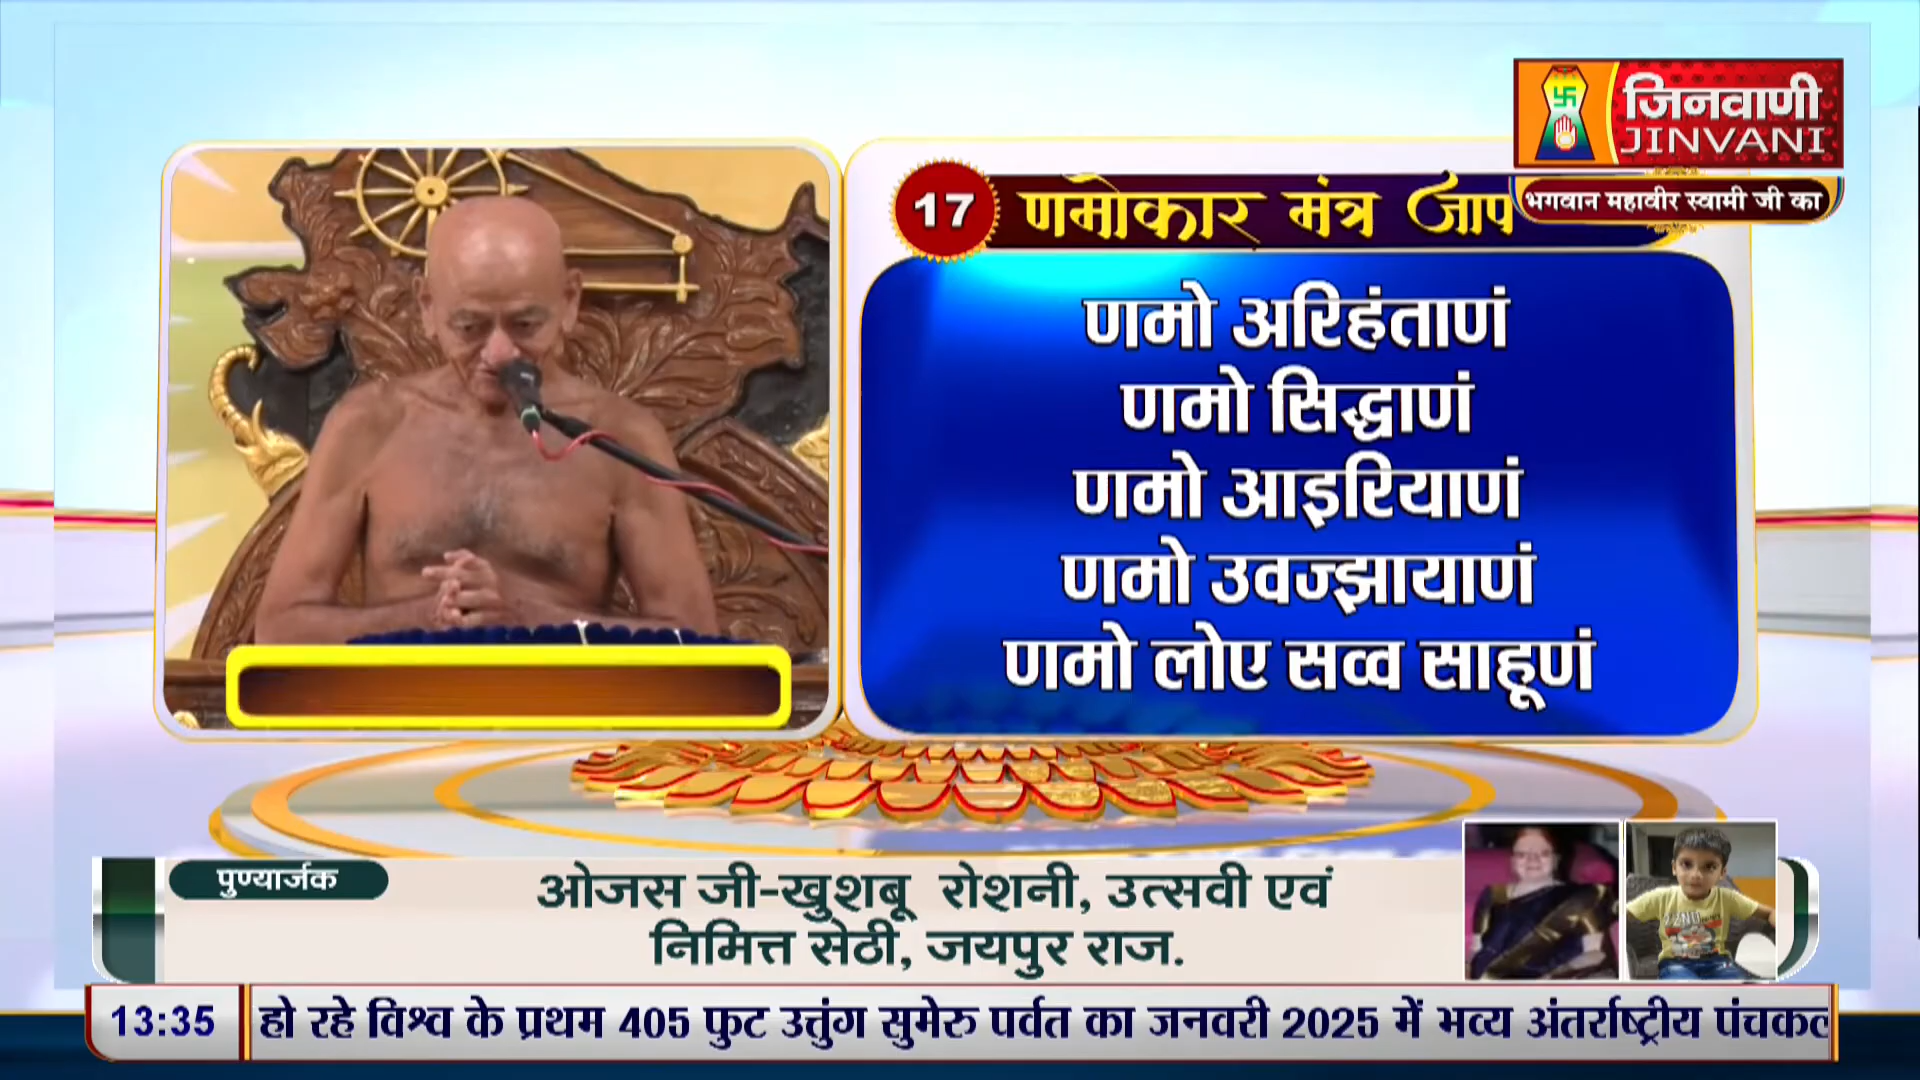 जिनवाणी
JINVANI
भगवान महावीर स्वामी जी का
17 णमोकार मंत्र जाप
णमो अरिहंताणं
णमो सिद्धाणं
णमो आइरियाणं
णमो उवज्झायाणं
णमो लोए सव्व साहूणं
पुण्यार्जक
ओजस जी-खुशबू रोशनी, उत्सवी एवं
निमित्त सेठी, जयपुर राज.
13:35 हो रहे विश्व के प्रथम 405 फुट उत्तुंग सुमेरु पर्वत का जनवरी 2025 में भव्य अंतर्राष्ट्रीय